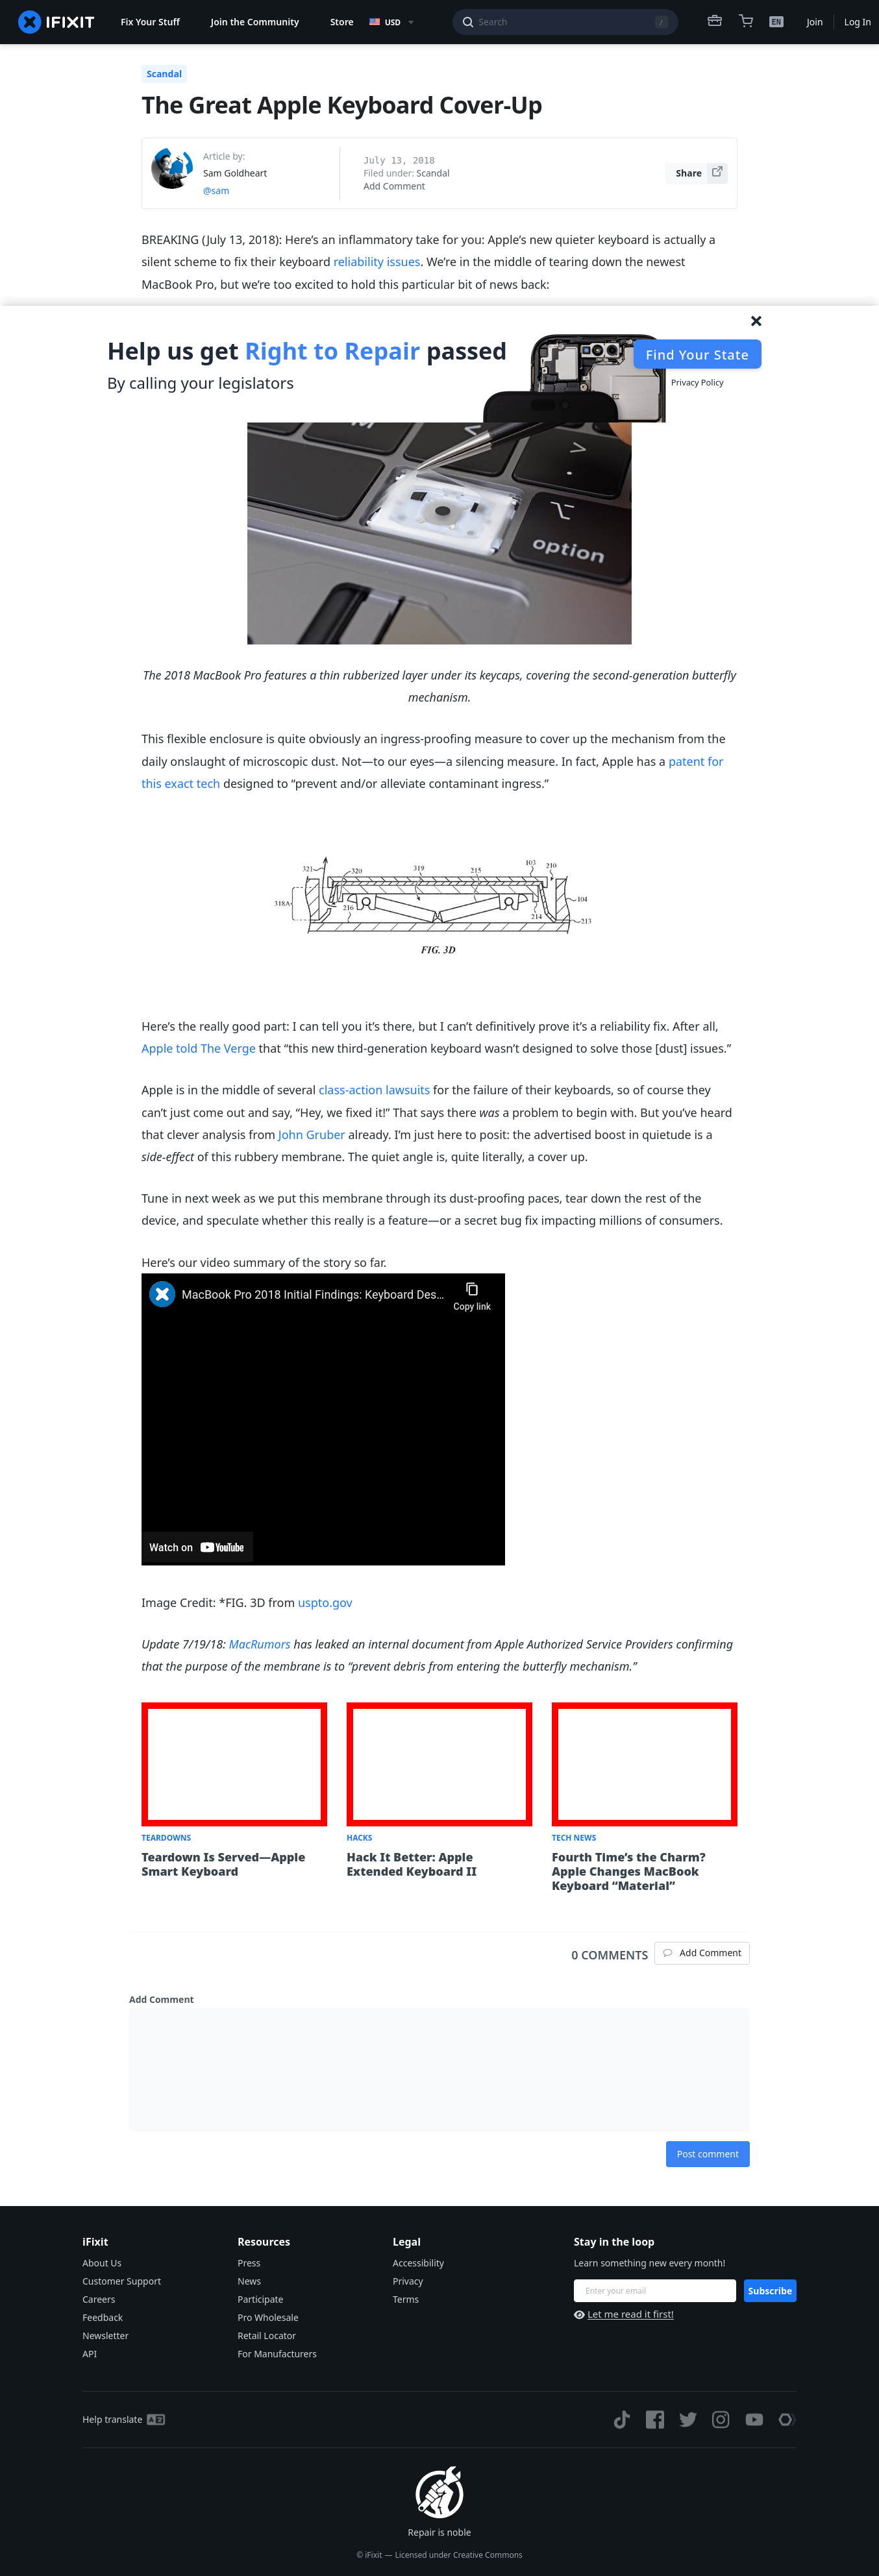 IFIXIT
Fix Your Stuff
Join the Community
Store
USD
Search
/
EN
Join
Log In
Scandal
The Great Apple Keyboard Cover-Up
Article by:
Sam Goldheart
@sam
July 13, 2018
Filed under: Scandal
Add Comment
Share
BREAKING (July 13, 2018): Here’s an inflammatory take for you: Apple’s new quieter keyboard is actually a
silent scheme to fix their keyboard reliability issues. We’re in the middle of tearing down the newest
MacBook Pro, but we’re too excited to hold this particular bit of news back:
Help us get Right to Repair passed
By calling your legislators
Find Your State
Privacy Policy
option
The 2018 MacBook Pro features a thin rubberized layer under its keycaps, covering the second-generation butterfly
mechanism.
This flexible enclosure is quite obviously an ingress-proofing measure to cover up the mechanism from the
daily onslaught of microscopic dust. Not—to our eyes—a silencing measure. In fact, Apple has a patent for
this exact tech designed to “prevent and/or alleviate contaminant ingress.”
321
320
319
215
103
210
318A
216
214
104
213
FIG. 3D
Here’s the really good part: I can tell you it’s there, but I can’t definitively prove it’s a reliability fix. After all,
Apple told The Verge that “this new third-generation keyboard wasn’t designed to solve those [dust] issues.”
Apple is in the middle of several class-action lawsuits for the failure of their keyboards, so of course they
can’t just come out and say, “Hey, we fixed it!” That says there was a problem to begin with. But you’ve heard
that clever analysis from John Gruber already. I’m just here to posit: the advertised boost in quietude is a
side-effect of this rubbery membrane. The quiet angle is, quite literally, a cover up.
Tune in next week as we put this membrane through its dust-proofing paces, tear down the rest of the
device, and speculate whether this really is a feature—or a secret bug fix impacting millions of consumers.
Here’s our video summary of the story so far.
MacBook Pro 2018 Initial Findings: Keyboard Des...
Copy link
Watch on YouTube
Image Credit: *FIG. 3D from uspto.gov
Update 7/19/18: MacRumors has leaked an internal document from Apple Authorized Service Providers confirming
that the purpose of the membrane is to “prevent debris from entering the butterfly mechanism.”
TEARDOWNS
Teardown Is Served—Apple
Smart Keyboard
HACKS
Hack It Better: Apple
Extended Keyboard II
TECH NEWS
Fourth Time’s the Charm?
Apple Changes MacBook
Keyboard “Material”
0 COMMENTS
Add Comment
Add Comment
Post comment
iFixit
About Us
Customer Support
Careers
Feedback
Newsletter
API
Resources
Press
News
Participate
Pro Wholesale
Retail Locator
For Manufacturers
Legal
Accessibility
Privacy
Terms
Stay in the loop
Learn something new every month!
Enter your email
Subscribe
Let me read it first!
Help translate
Repair is noble
© iFixit — Licensed under Creative Commons